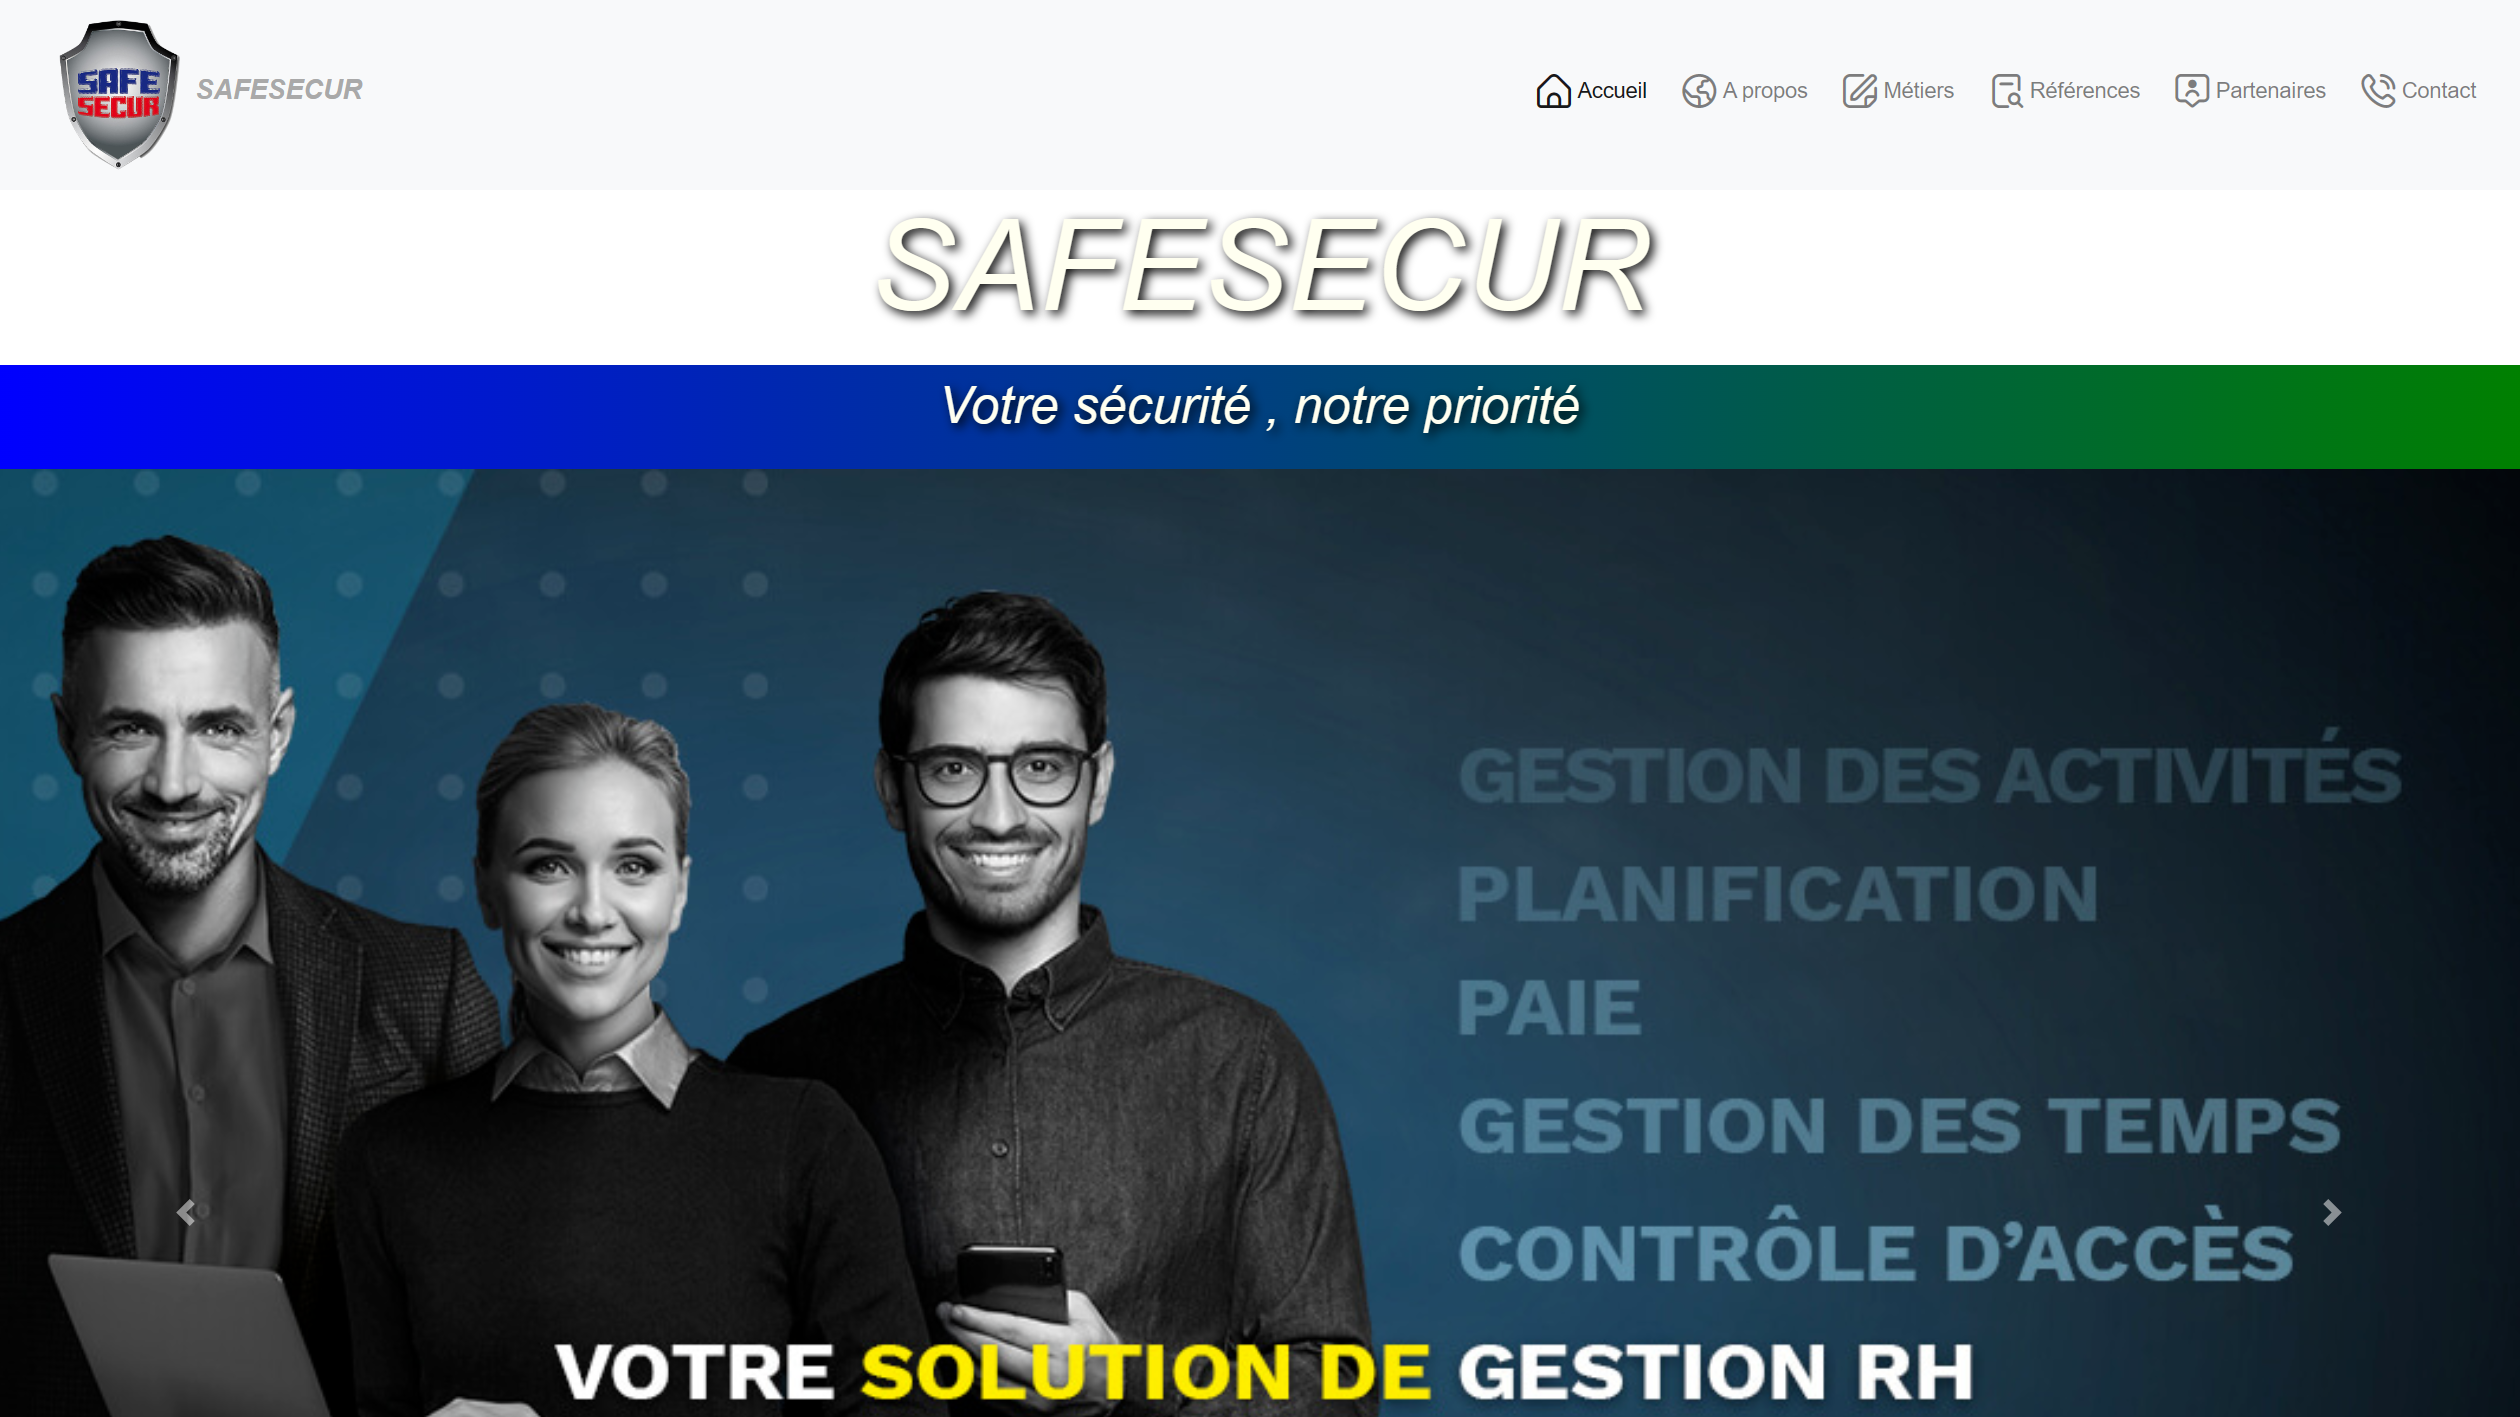 SAFE
SECUR
SAFESECUR
Accueil
A propos
Métiers
Références
Partenaires
Contact
SAFESECUR
Votre sécurité , notre priorité
GESTION DES ACTIVITÉS
PLANIFICATION
PAIE
GESTION DES TEMPS
CONTRÔLE D’ACCÈS
VOTRE SOLUTION DE GESTION RH